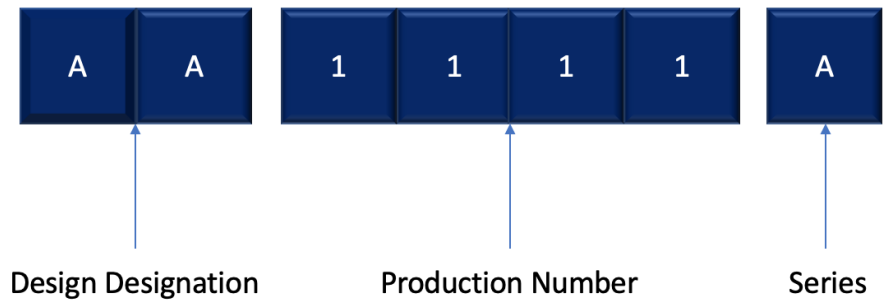 A A 1 1 1 1 A
Design Designation Production Number Series